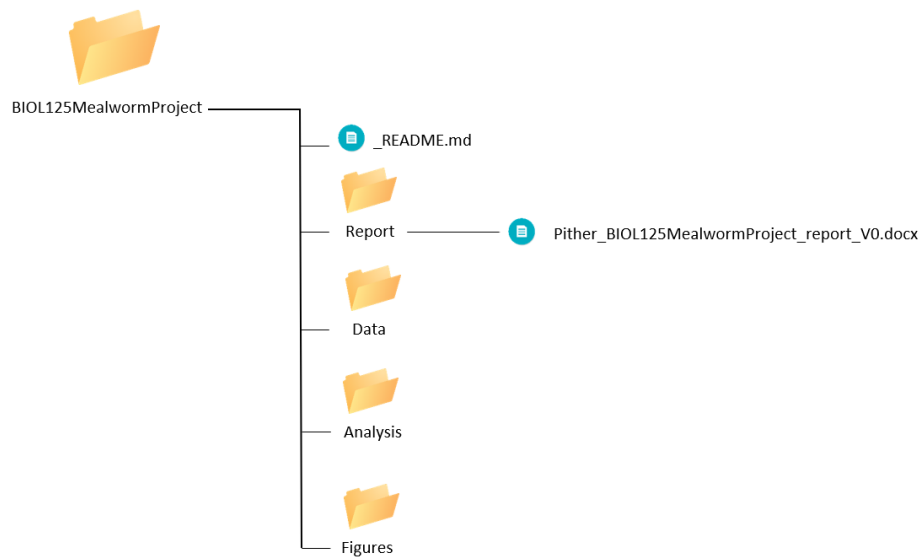 BIOL125MealwormProject
_README.md
Report
Pither_BIOL125MealwormProject_report_V0.docx
Data
Analysis
Figures